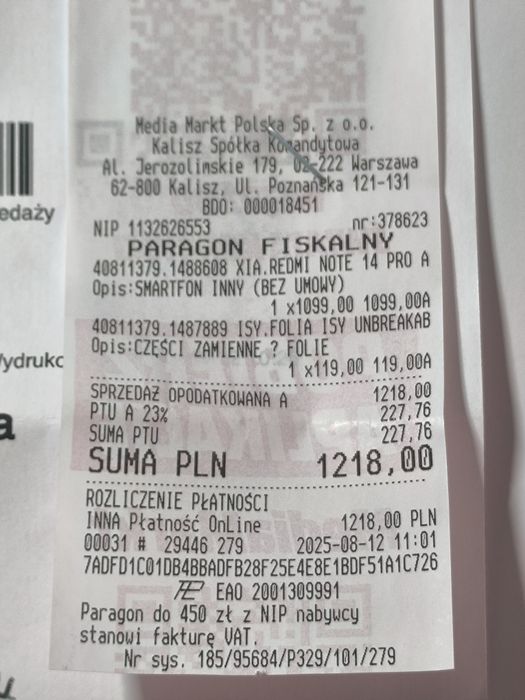 Media Markt Polska Sp. z o.o.
Kalisz Spółka Komandytowa
Al. Jerozolimskie 179, 02-222 Warszawa
62-800 Kalisz, Ul. Poznańska 121-131
BDO: 000018451
NIP 1132626553 nr:378623
PARAGON FISKALNY
40811379.1488608 XIA.REDMI NOTE 14 PRO A
Opis:SMARTFON INNY (BEZ UMOWY)
1 x1099,00 1099,00A
40811379.1487889 ISY.FOLIA ISY UNBREAKAB
Opis:CZĘŚCI ZAMIENNE ? FOLIE
1 x119,00 119,00A
SPRZEDAŻ OPODATKOWANA A 1218,00
PTU A 23% 227,76
SUMA PTU 227,76
SUMA PLN 1218,00
ROZLICZENIE PŁATNOŚCI
INNA Płatność OnLine 1218,00 PLN
00031 # 29446 279 2025-08-12 11:01
7ADFD1C01DB4BBADFB28F25E4E8E1BDF51A1C726
EAO 2001309991
Paragon do 450 zł z NIP nabywcy
stanowi fakturę VAT.
Nr sys. 185/95684/P329/101/279
edaży
Wydruko
a